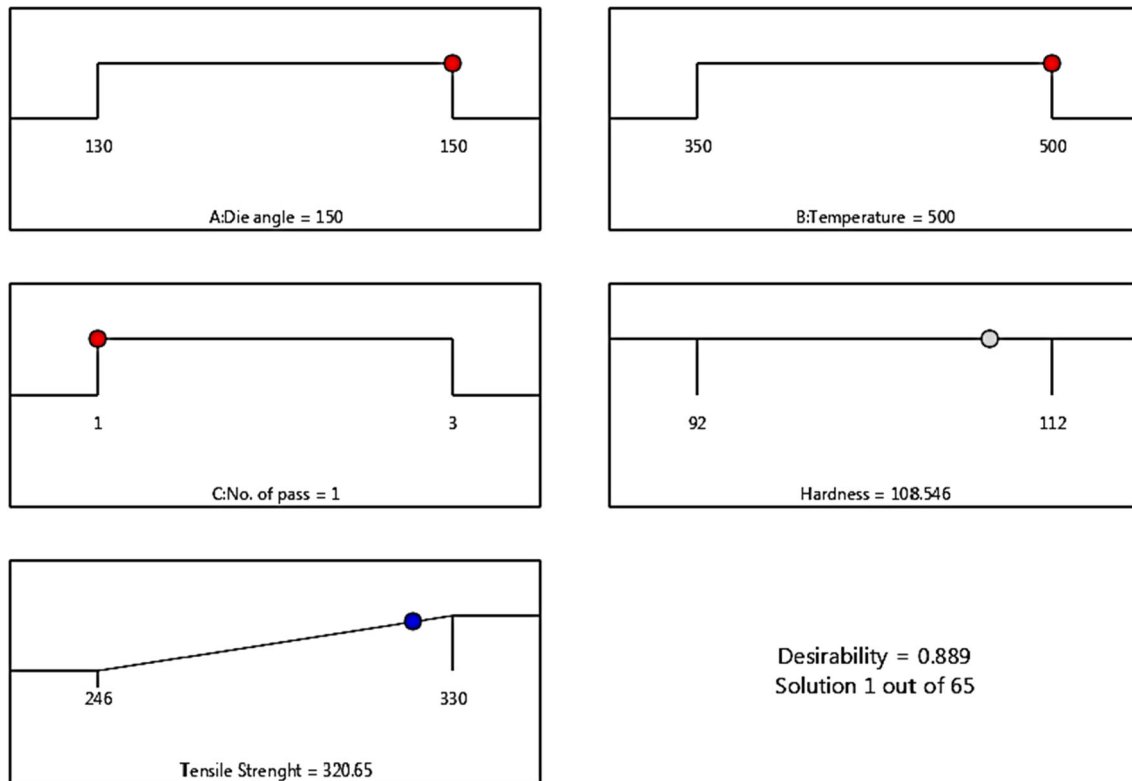 130
150
A:Die angle = 150
350
500
B:Temperature = 500
1
3
C:No. of pass = 1
92
112
Hardness = 108.546
246
330
Tensile Strenght = 320.65
Desirability = 0.889
Solution 1 out of 65